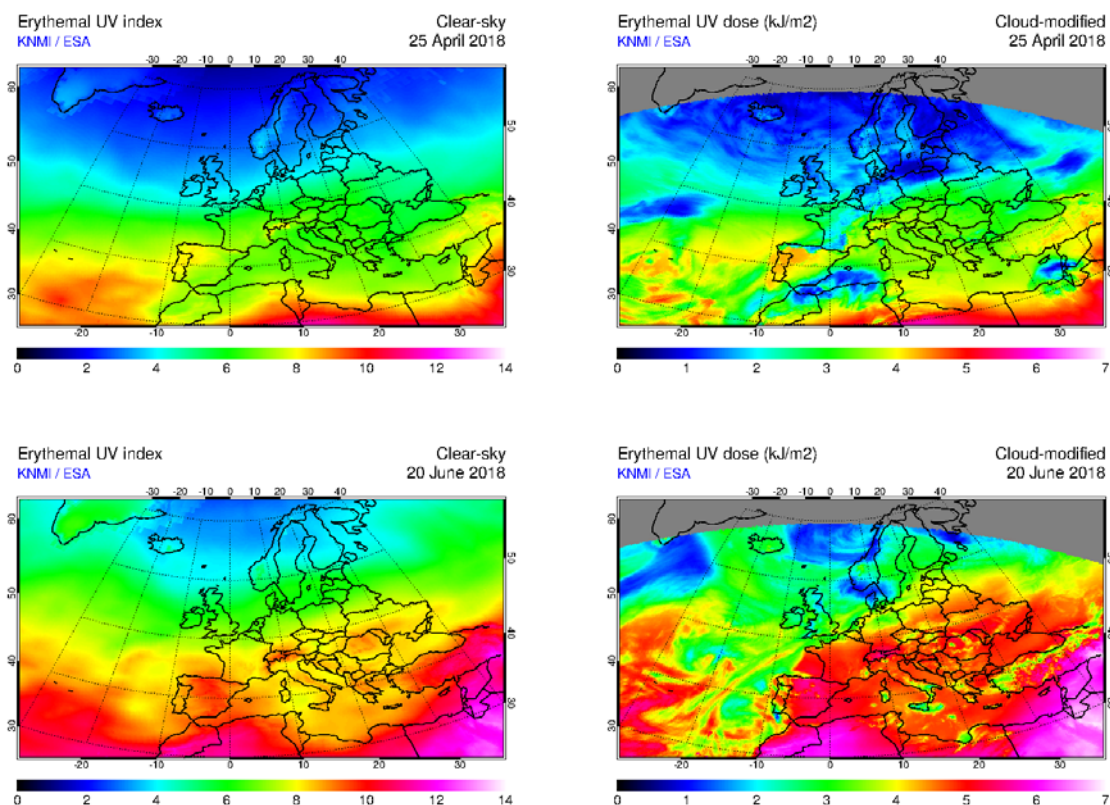 Erythemal UV index Clear-sky
KNMI / ESA 25 April 2018
-30 -20 -10 0 10 20 30 40
60
50
40
30
60
50
40
30
-20 -10 0 10 20 30
0 2 4 6 8 10 12 14
Erythemal UV dose (kJ/m2) Cloud-modified
KNMI / ESA 25 April 2018
-30 -20 -10 0 10 20 30 40
60
50
40
30
50
40
30
-20 -10 0 10 20 30
0 1 2 3 4 5 6 7
Erythemal UV index Clear-sky
KNMI / ESA 20 June 2018
-30 -20 -10 0 10 20 30 40
60
50
40
30
50
40
30
-20 -10 0 10 20 30
0 2 4 6 8 10 12 14
Erythemal UV dose (kJ/m2) Cloud-modified
KNMI / ESA 20 June 2018
-30 -20 -10 0 10 20 30 40
60
50
40
30
50
40
30
-20 -10 0 10 20 30
0 1 2 3 4 5 6 7